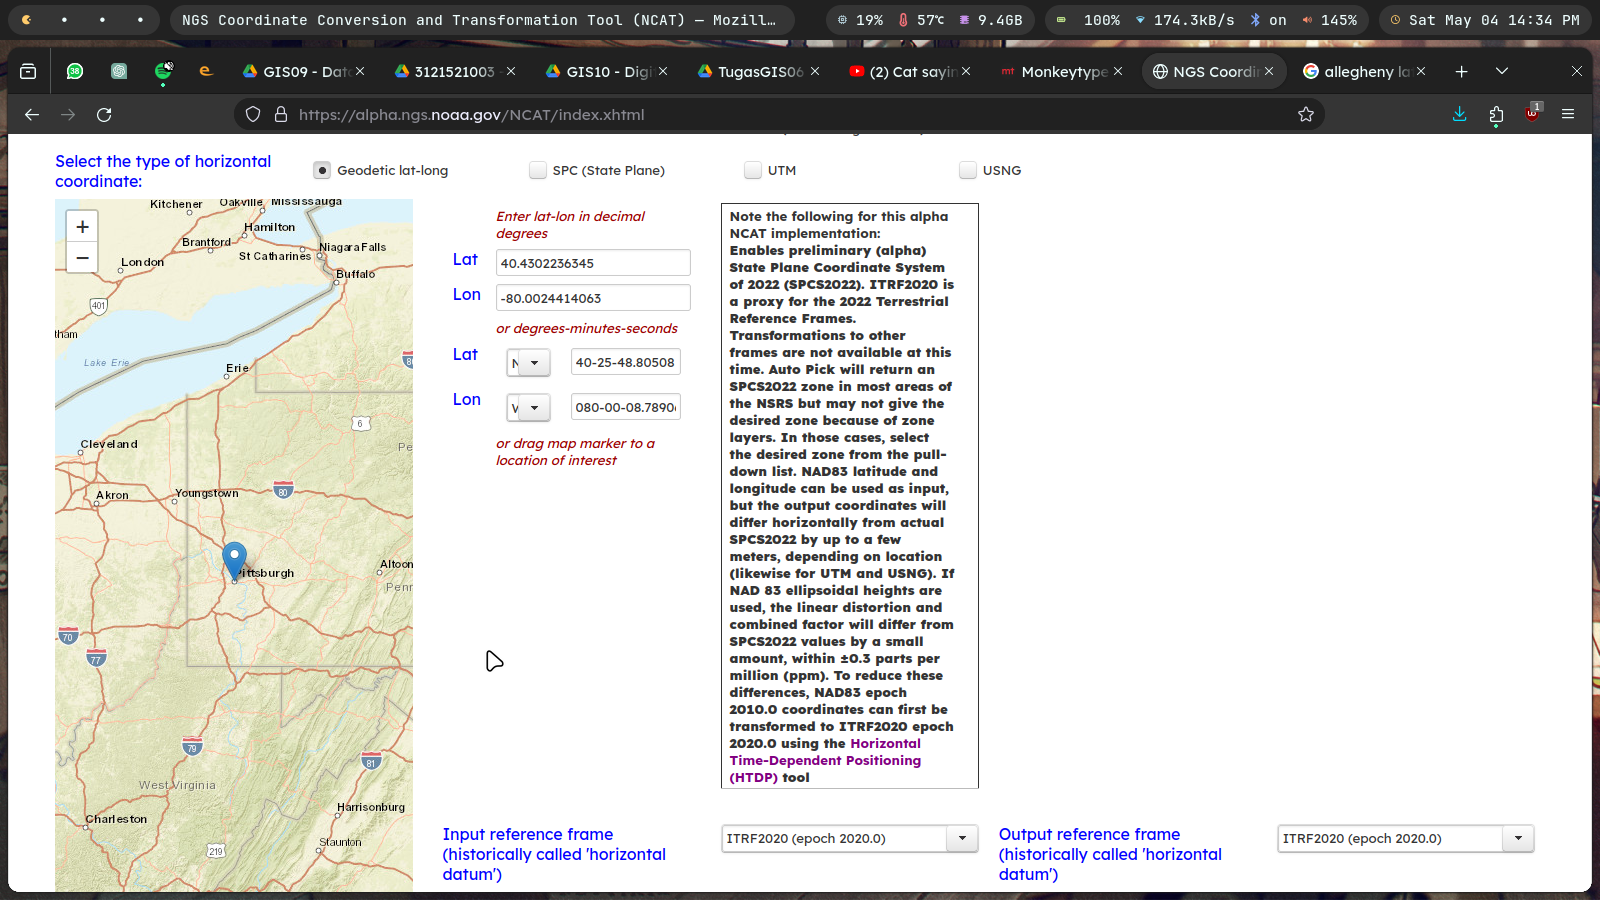 NGS Coordinate Conversion and Transformation Tool (NCAT) — Mozill…
19% 57℃ 9.4GB
100% 174.3kB/s on 145%
Sat May 04 14:34 PM
38
GIS09 - Dat
3121521003 -
GIS10 - Digi
TugasGIS06
(2) Cat sayin
mt Monkeytype
NGS Coordi
allegheny la
https://alpha.ngs.noaa.gov/NCAT/index.xhtml
1
Select the type of horizontal
coordinate:
Geodetic lat-long
SPC (State Plane)
UTM
USNG
+
−
Kitchener
Oakville
Mississauga
Hamilton
Brantford
Niagara Falls
London
St Catharines
Buffalo
401
tham
Lake Erie
Erie
6
Cleveland
Pe
Akron
Youngstown
80
Pittsburgh
Altoon
Penn
70
77
79
81
West Virginia
Harrisonburg
Charleston
Staunton
219
Enter lat-lon in decimal
degrees
Lat
40.4302236345
Lon
-80.0024414063
or degrees-minutes-seconds
Lat
N
40-25-48.80508
Lon
080-00-08.7890
or drag map marker to a
location of interest
Note the following for this alpha
NCAT implementation:
Enables preliminary (alpha)
State Plane Coordinate System
of 2022 (SPCS2022). ITRF2020 is
a proxy for the 2022 Terrestrial
Reference Frames.
Transformations to other
frames are not available at this
time. Auto Pick will return an
SPCS2022 zone in most areas of
the NSRS but may not give the
desired zone because of zone
layers. In those cases, select
the desired zone from the pull-
down list. NAD83 latitude and
longitude can be used as input,
but the output coordinates will
differ horizontally from actual
SPCS2022 by up to a few
meters, depending on location
(likewise for UTM and USNG). If
NAD 83 ellipsoidal heights are
used, the linear distortion and
combined factor will differ from
SPCS2022 values by a small
amount, within ±0.3 parts per
million (ppm). To reduce these
differences, NAD83 epoch
2010.0 coordinates can first be
transformed to ITRF2020 epoch
2020.0 using the Horizontal
Time-Dependent Positioning
(HTDP) tool
Input reference frame
(historically called 'horizontal
datum')
ITRF2020 (epoch 2020.0)
Output reference frame
(historically called 'horizontal
datum')
ITRF2020 (epoch 2020.0)